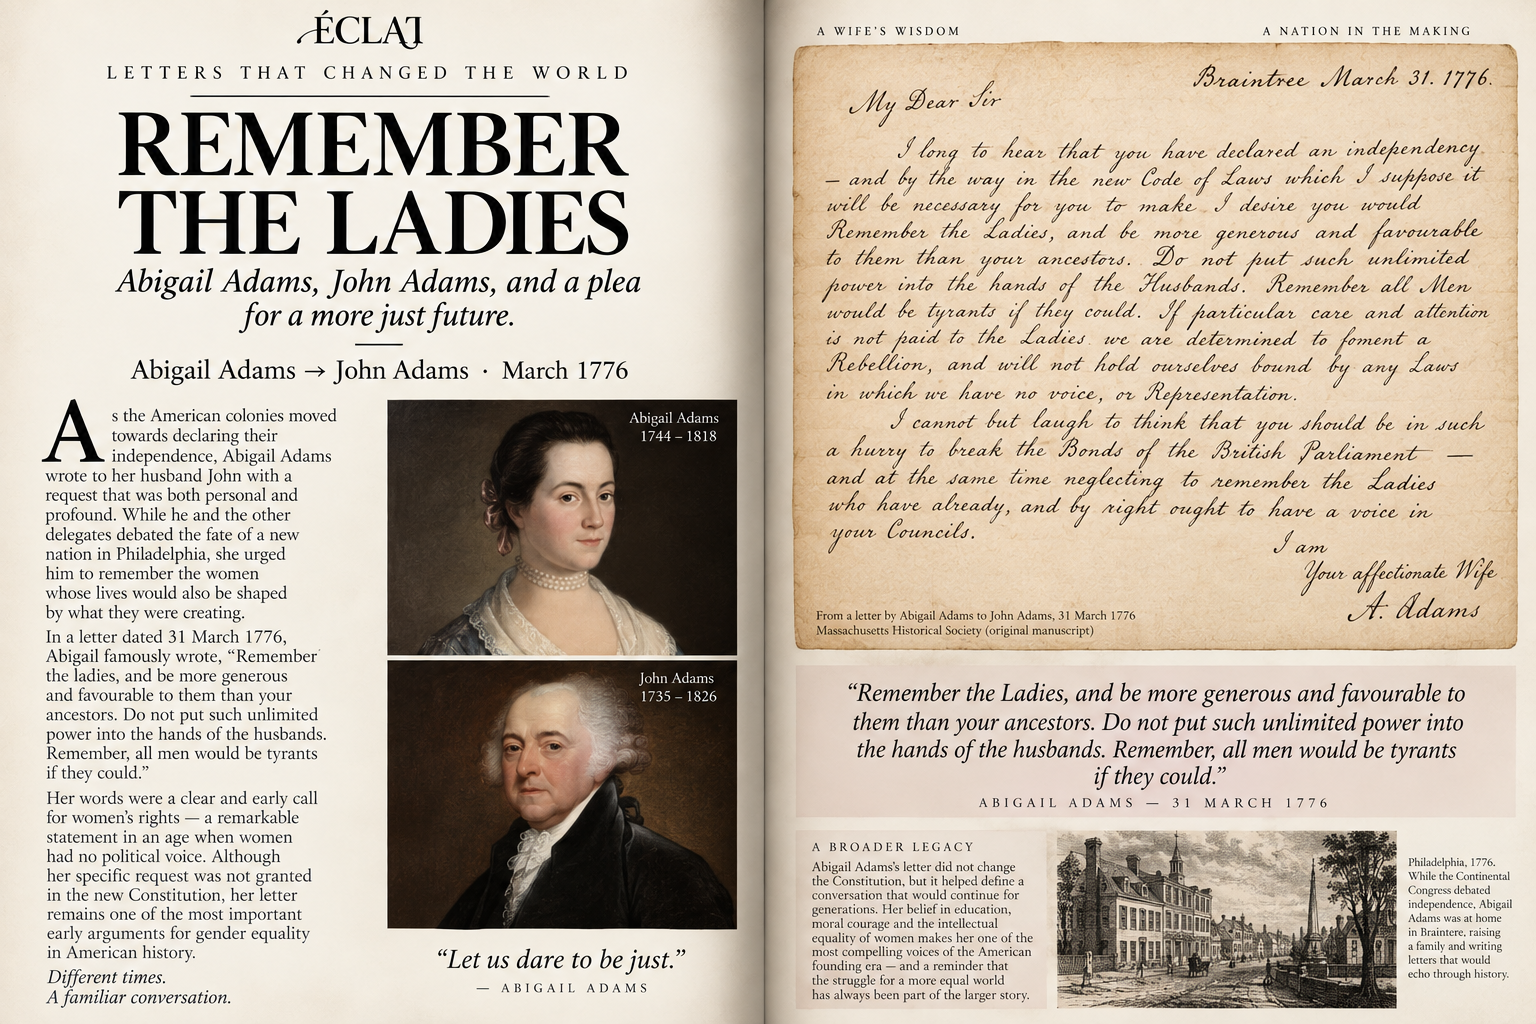 ÉCLAT
LETTERS THAT CHANGED THE WORLD
REMEMBER
THE LADIES
Abigail Adams, John Adams, and a plea
for a more just future.
Abigail Adams → John Adams · March 1776
As the American colonies moved
towards declaring their
independence, Abigail Adams
wrote to her husband John with a
request that was both personal and
profound. While he and the other
delegates debated the fate of a new
nation in Philadelphia, she urged
him to remember the women
whose lives would also be shaped
by what they were creating.
In a letter dated 31 March 1776,
Abigail famously wrote, “Remember
the ladies, and be more generous
and favourable to them than your
ancestors. Do not put such unlimited
power into the hands of the husbands.
Remember, all men would be tyrants
if they could.”
Her words were a clear and early call
for women’s rights — a remarkable
statement in an age when women
had no political voice. Although
her specific request was not granted
in the new Constitution, her letter
remains one of the most important
early arguments for gender equality
in American history.
Different times.
A familiar conversation.
Abigail Adams
1744 – 1818
John Adams
1735 – 1826
“Let us dare to be just.”
— ABIGAIL ADAMS
A WIFE’S WISDOM
A NATION IN THE MAKING
Braintree March 31. 1776.
My Dear Sir
I long to hear that you have declared an independency
— and by the way in the new Code of Laws which I suppose it
will be necessary for you to make I desire you would
Remember the Ladies, and be more generous and favourable
to them than your ancestors. Do not put such unlimited
power into the hands of the Husbands. Remember all Men
would be tyrants if they could. If particular care and attention
is not paid to the Ladies we are determined to foment a
Rebellion, and will not hold ourselves bound by any Laws
in which we have no voice, or Representation.
I cannot but laugh to think that you should be in such
a hurry to break the Bonds of the British Parliament —
and at the same time neglecting to remember the Ladies
who have already, and by right ought to have a voice in
your Councils.
I am
Your affectionate Wife
A. Adams
From a letter by Abigail Adams to John Adams, 31 March 1776
Massachusetts Historical Society (original manuscript)
“Remember the Ladies, and be more generous and favourable to
them than your ancestors. Do not put such unlimited power into
the hands of the husbands. Remember, all men would be tyrants
if they could.”
ABIGAIL ADAMS — 31 MARCH 1776
A BROADER LEGACY
Abigail Adams’s letter did not change
the Constitution, but it helped define a
conversation that would continue for
generations. Her belief in education,
moral courage and the intellectual
equality of women makes her one of the
most compelling voices of the American
founding era — and a reminder that
the struggle for a more equal world
has always been part of the larger story.
Philadelphia, 1776.
While the Continental
Congress debated
independence, Abigail
Adams was at home
in Braintere, raising
a family and writing
letters that would
echo through history.